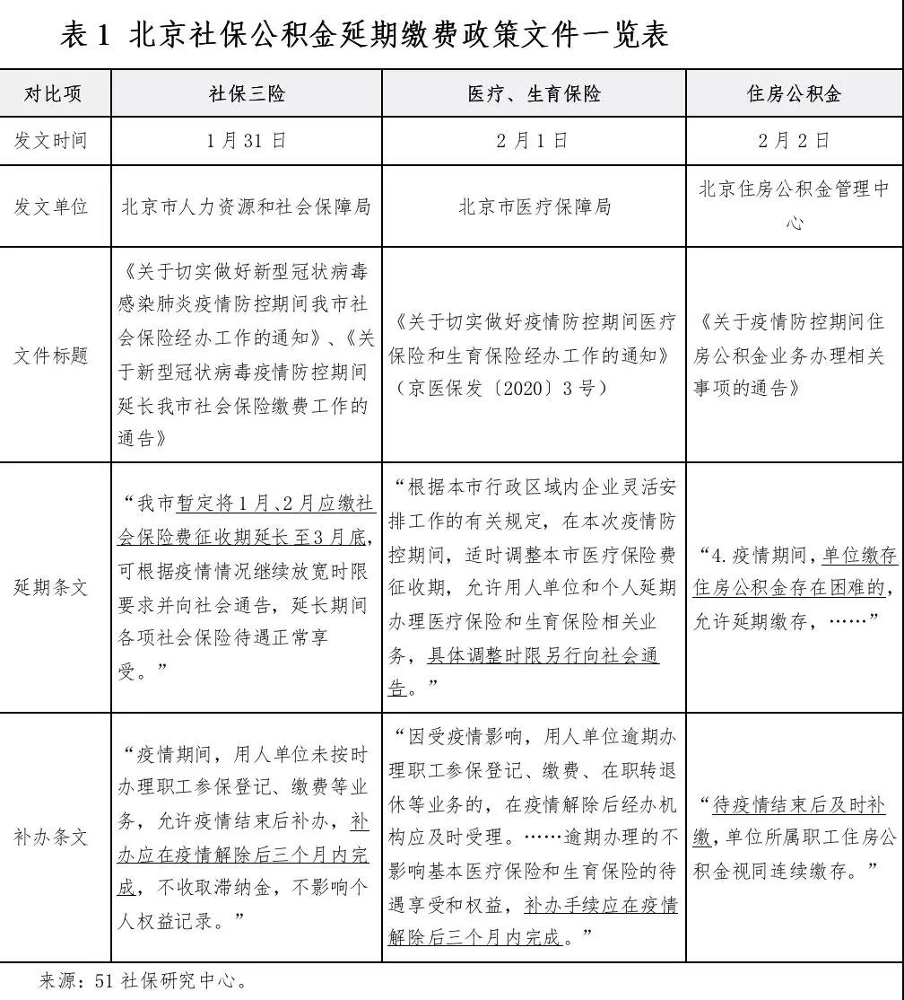 表1 北京社保公积金延期缴费政策文件一览表
对比项
社保三险
医疗、生育保险
住房公积金
发文时间
1月31日
2月1日
2月2日
发文单位
北京市人力资源和社会保障局
北京市医疗保障局
北京住房公积金管理中
心
文件标题
《关于切实做好新型冠状病毒
感染肺炎疫情防控期间我市社
会保险经办工作的通知》、《关
于新型冠状病毒疫情防控期间
延长我市社会保险缴费工作的
通告》
《关于切实做好疫情防控期间医疗
保险和生育保险经办工作的通知》
（京医保发〔2020〕3号）
《关于疫情防控期间住
房公积金业务办理相关
事项的通告》
延期条文
“我市暂定将1月、2月应缴社
会保险费征收期延长至3月底，
可根据疫情情况继续放宽时限
要求并向社会通告，延长期间
各项社会保险待遇正常享
受。”
“根据本市行政区域内企业灵活安
排工作的有关规定，在本次疫情防
控期间，适时调整本市医疗保险费
征收期，允许用人单位和个人延期
办理医疗保险和生育保险相关业
务，具体调整时限另行向社会通
告。”
“4.疫情期间，单位缴存
住房公积金存在困难的，
允许延期缴存，……”
补办条文
“疫情期间，用人单位未按时
办理职工参保登记、缴费等业
务，允许疫情结束后补办，补
办应在疫情解除后三个月内完
成，不收取滞纳金，不影响个
人权益记录。”
“因受疫情影响，用人单位逾期办
理职工参保登记、缴费、在职转退
休等业务的，在疫情解除后经办机
构应及时受理。……逾期办理的不
影响基本医疗保险和生育保险的待
遇享受和权益，补办手续应在疫情
解除后三个月内完成。”
“待疫情结束后及时补
缴，单位所属职工住房公
积金视同连续缴存。”
来源：51社保研究中心。